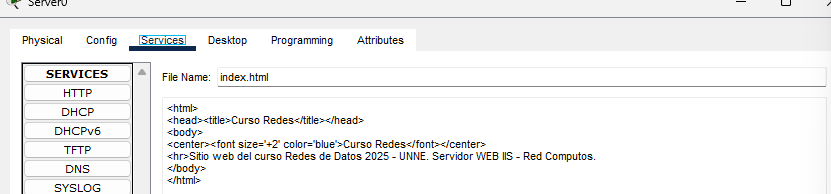 Server0
Physical Config Services Desktop Programming Attributes
SERVICES
HTTP
DHCP
DHCPv6
TFTP
DNS
SYSLOG
File Name: index.html
<html>
<head><title>Curso Redes</title></head>
<body>
<center><font size='+2' color='blue'>Curso Redes</font></center>
<hr>Sitio web del curso Redes de Datos 2025 - UNNE. Servidor WEB IIS - Red Computos.
</body>
</html>